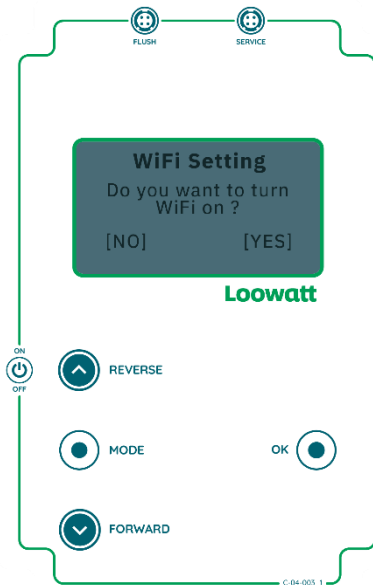 FLUSH
SERVICE
WiFi Setting
Do you want to turn
WiFi on ?
[NO] [YES]
Loowatt
ON
OFF
REVERSE
MODE
OK
FORWARD
C-04-003_1